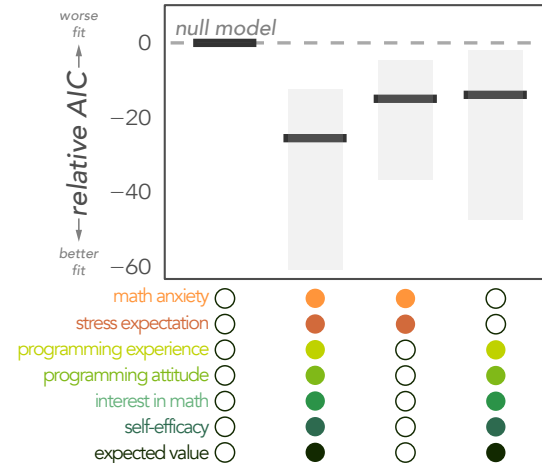 worse
fit
relative AIC
better
fit
null model
0
−20
−40
−60
math anxiety
stress expectation
programming experience
programming attitude
interest in math
self-efficacy
expected value